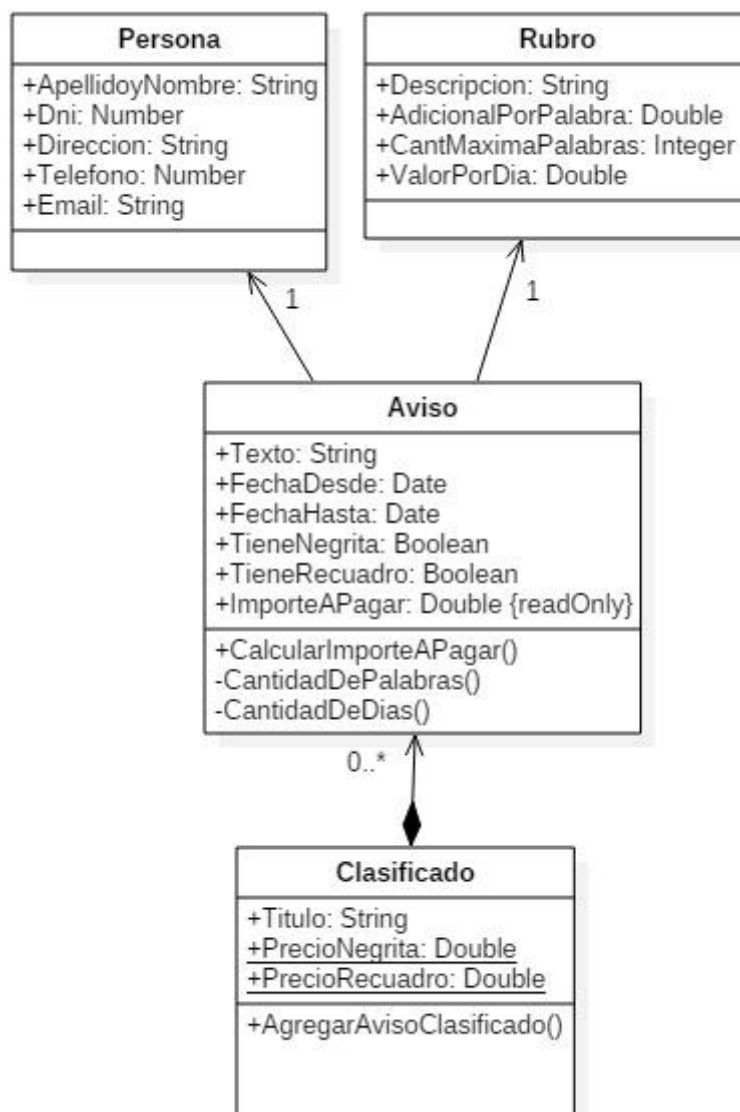 Persona
+ApellidoyNombre: String
+Dni: Number
+Direccion: String
+Telefono: Number
+Email: String
Rubro
+Descripcion: String
+AdicionalPorPalabra: Double
+CantMaximaPalabras: Integer
+ValorPorDia: Double
1
1
Aviso
+Texto: String
+FechaDesde: Date
+FechaHasta: Date
+TieneNegrita: Boolean
+TieneRecuadro: Boolean
+ImporteAPagar: Double {readOnly}
+CalcularImporteAPagar()
-CantidadDePalabras()
-CantidadDeDias()
0..*
Clasificado
+Titulo: String
+PrecioNegrita: Double
+PrecioRecuadro: Double
+AgregarAvisoClasificado()